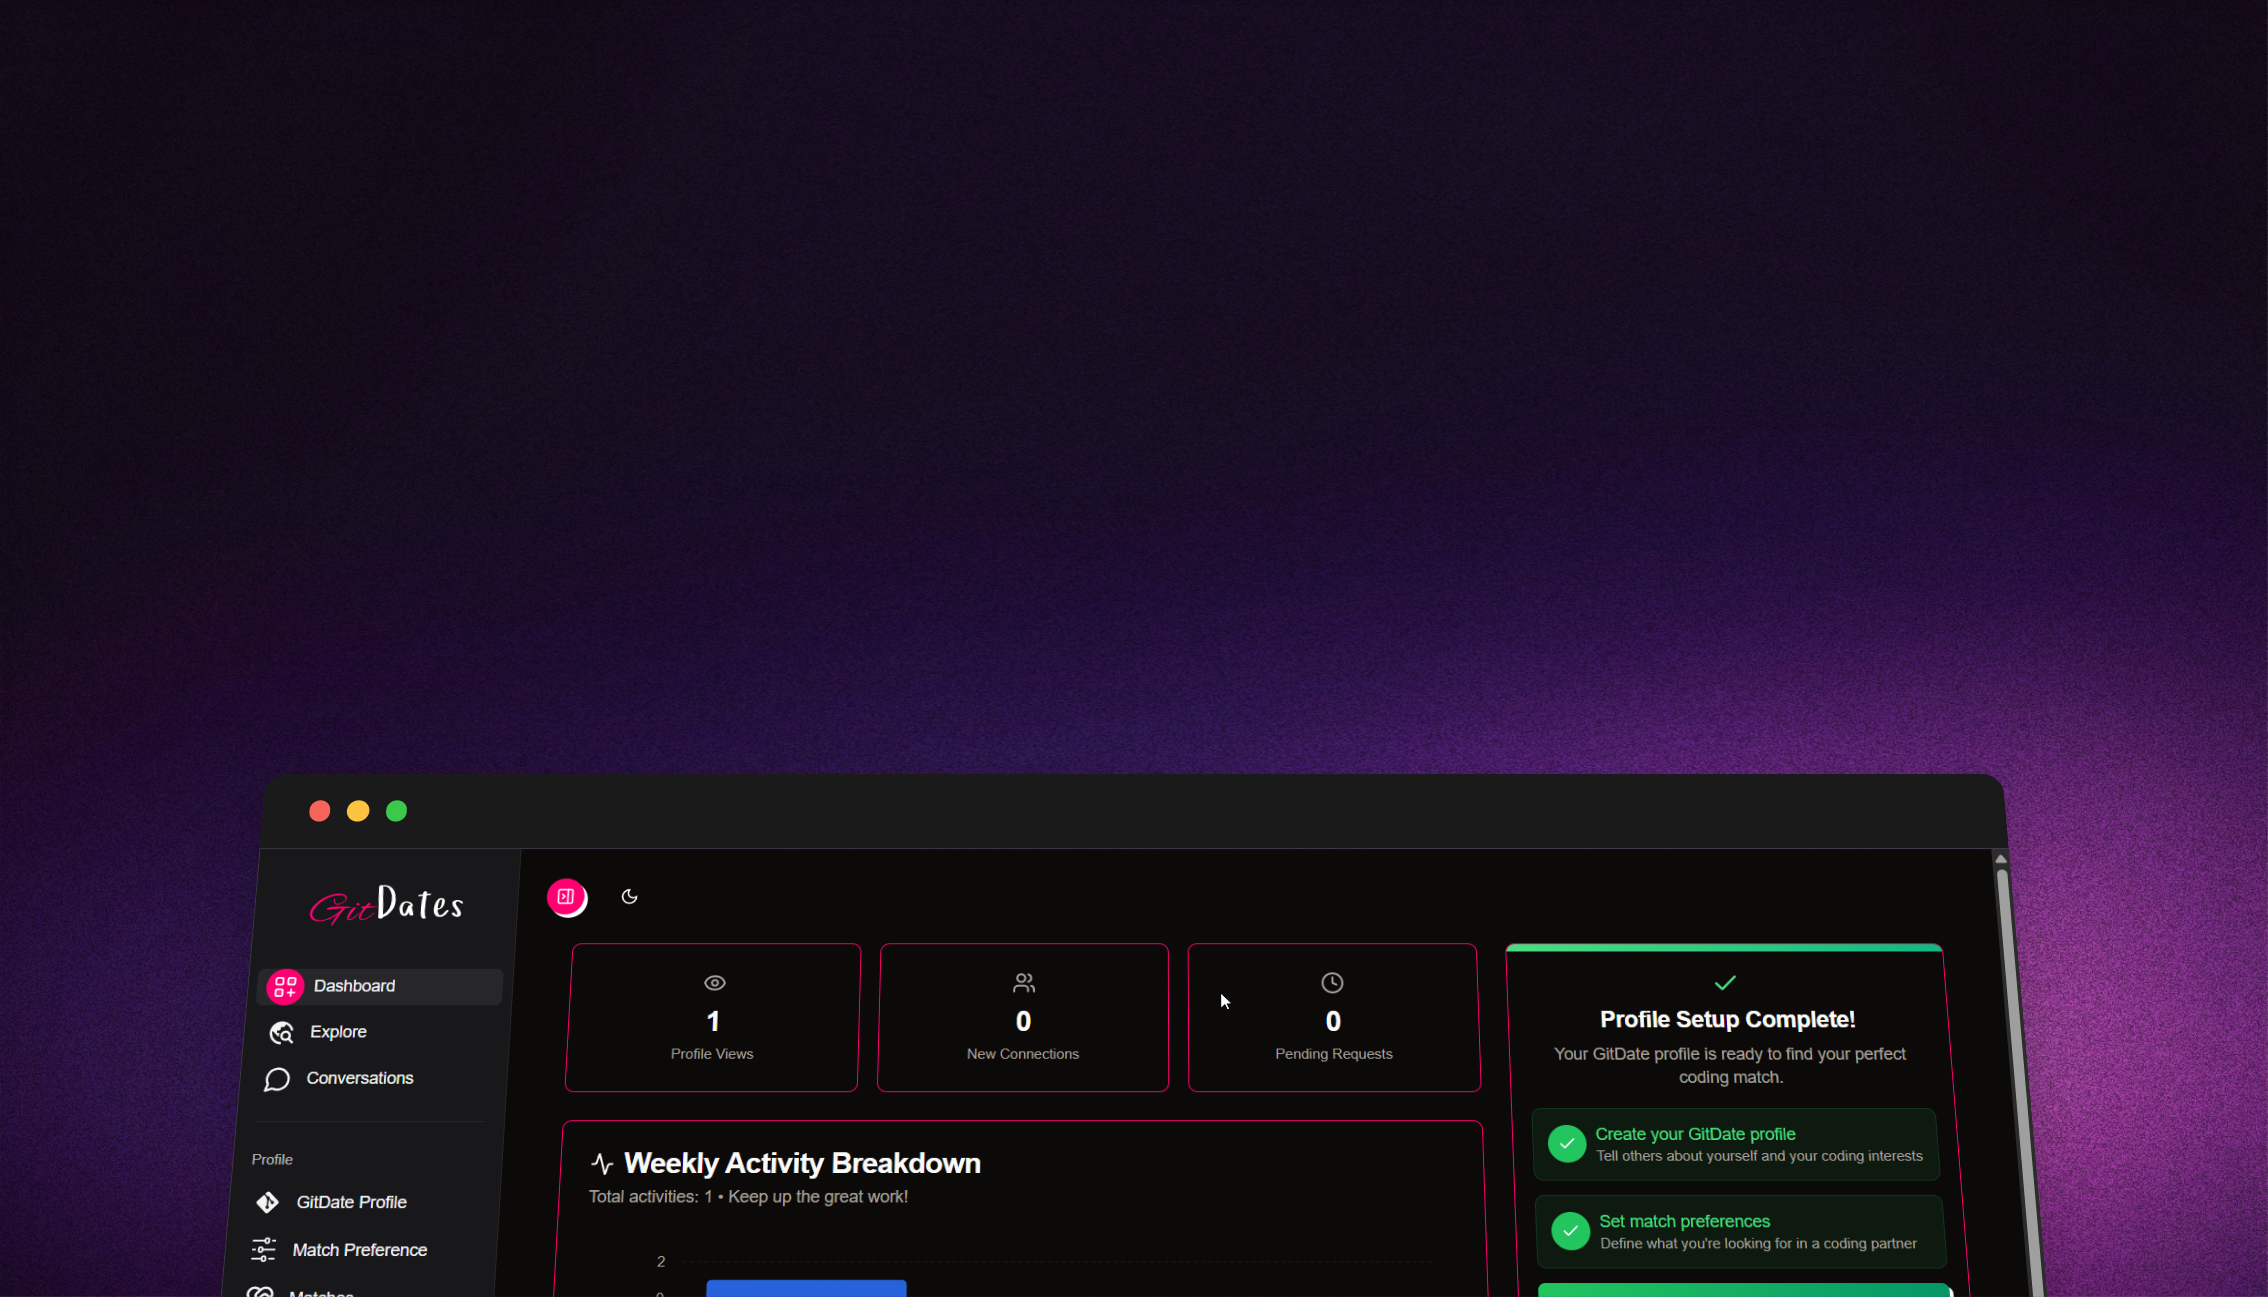 GitDates
Dashboard
Explore
Conversations
Profile
GitDate Profile
Match Preference
Matches
1
Profile Views
0
New Connections
0
Pending Requests
Weekly Activity Breakdown
Total activities: 1 • Keep up the great work!
2
Profile Setup Complete!
Your GitDate profile is ready to find your perfect
coding match.
Create your GitDate profile
Tell others about yourself and your coding interests
Set match preferences
Define what you're looking for in a coding partner